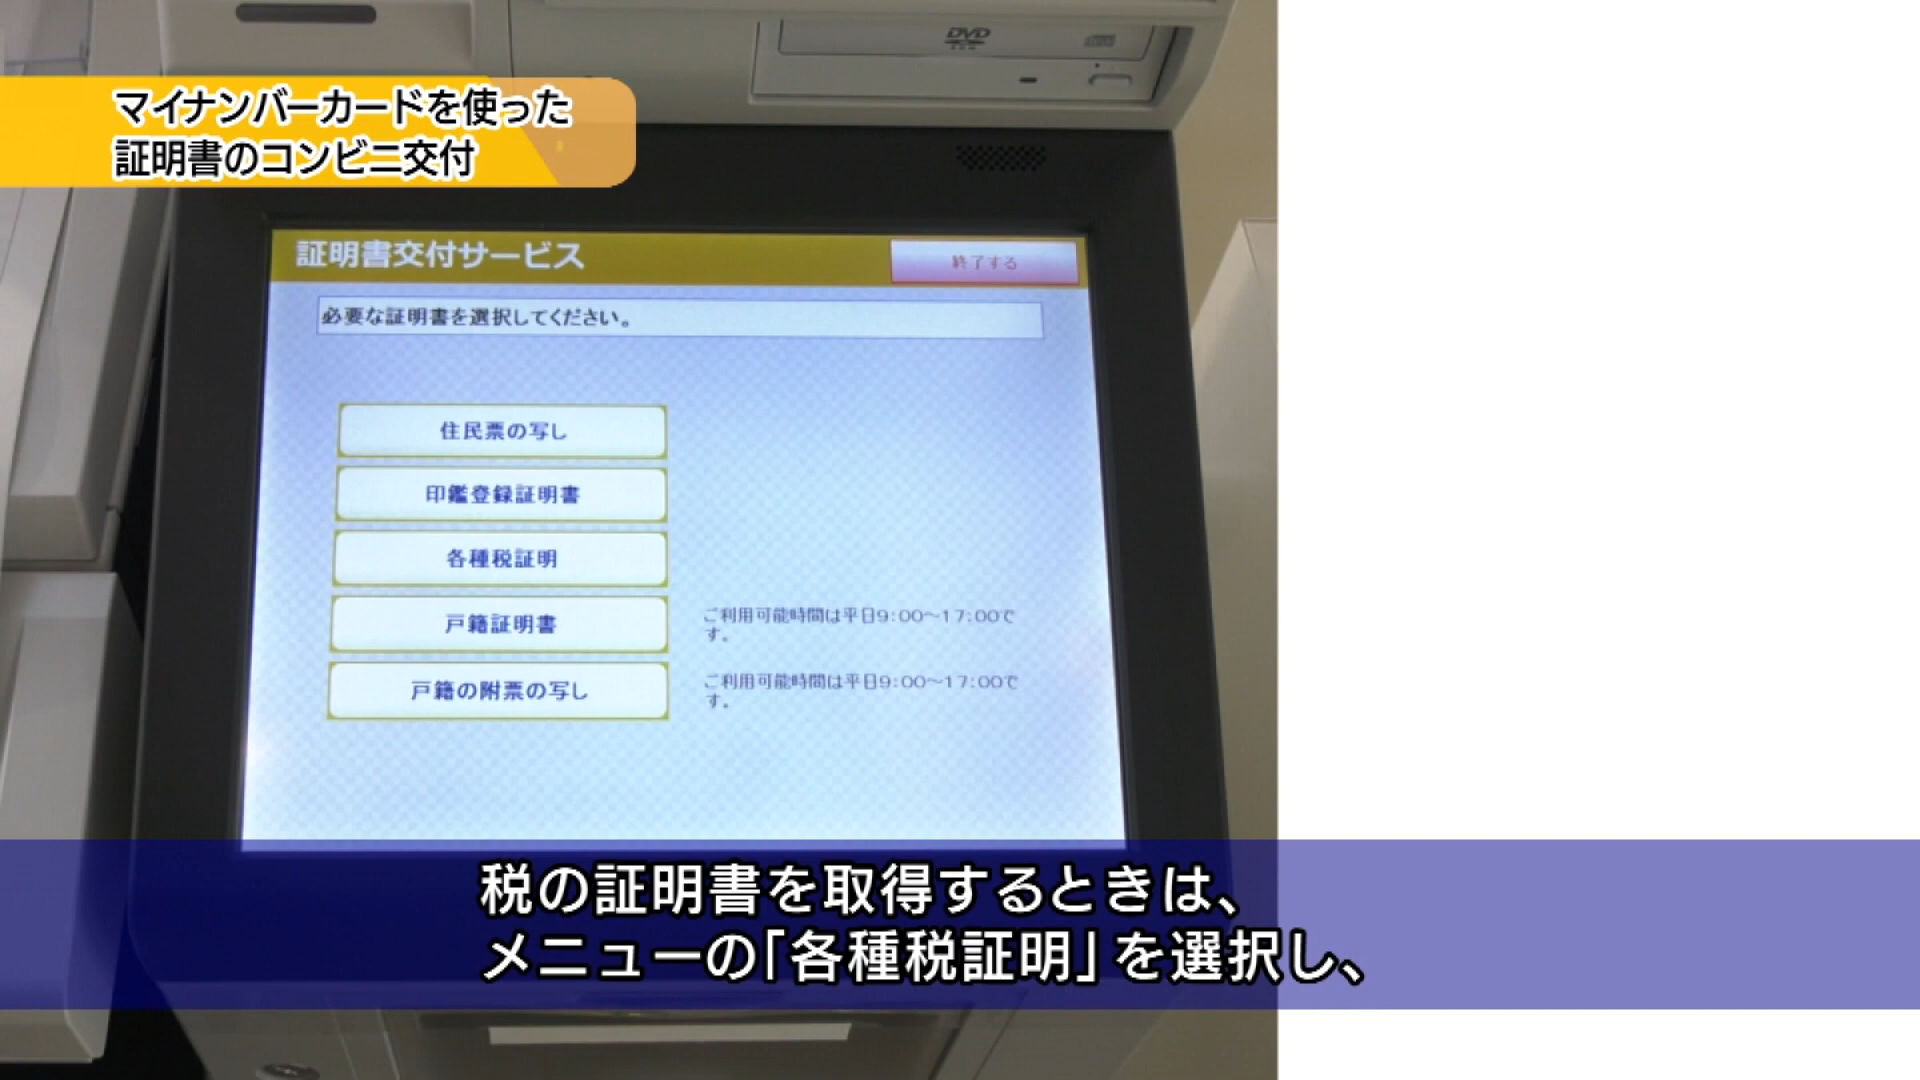 DVD
マイナンバーカードを使った
証明書のコンビニ交付
証明書交付サービス
終了する
必要な証明書を選択してください。
住民票の写し
印鑑登録証明書
各種税証明
戸籍証明書
ご利用可能時間は平日9:00〜17:00で
す。
戸籍の附票の写し
ご利用可能時間は平日9:00〜17:00で
す。
税の証明書を取得するときは、
メニューの「各種税証明」を選択し、